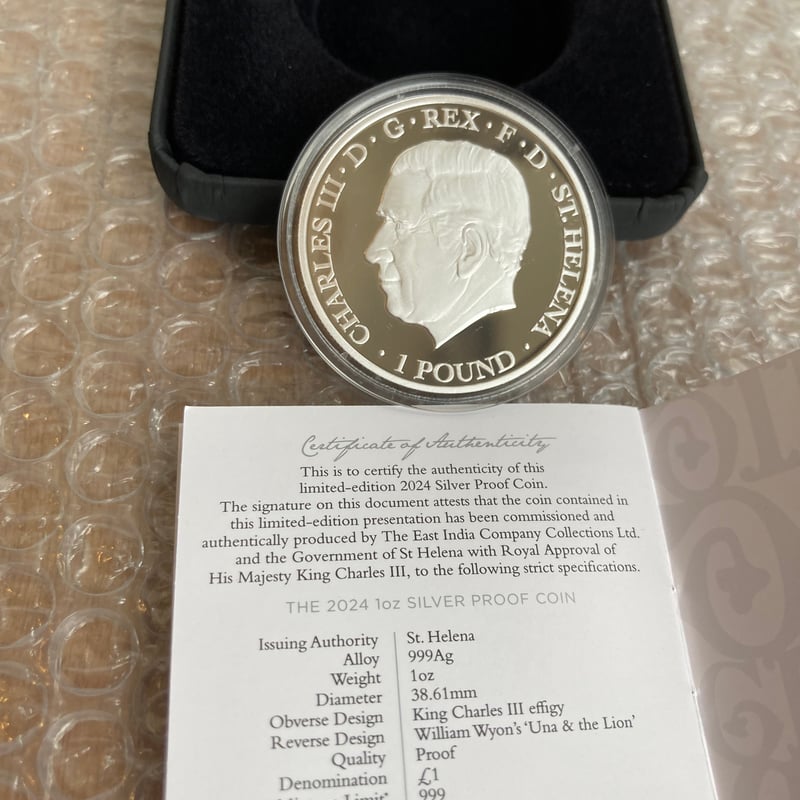 CHARLES III · D · G · REX · F · D · ST. HELENA
· 1 POUND ·
Certificate of Authenticity
This is to certify the authenticity of this
limited-edition 2024 Silver Proof Coin.
The signature on this document attests that the coin contained in
this limited-edition presentation has been commissioned and
authentically produced by The East India Company Collections Ltd.
and the Government of St Helena with Royal Approval of
His Majesty King Charles III, to the following strict specifications.
THE 2024 1oz SILVER PROOF COIN
Issuing Authority St. Helena
Alloy 999Ag
Weight 1oz
Diameter 38.61mm
Obverse Design King Charles III effigy
Reverse Design William Wyon's 'Una & the Lion'
Quality Proof
Denomination £1
Limit* 999